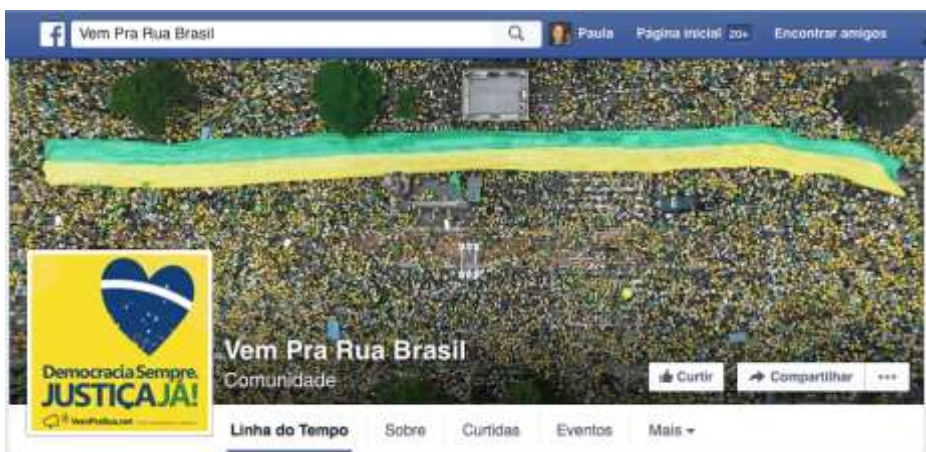 f Vem Pra Rua Brasil Paula Página inicial 20+ Encontrar amigos
Democracia Sempre.
JUSTIÇA JÁ!
VemPraRua.net
Vem Pra Rua Brasil
Comunidade
Curtir Compartilhar
Linha do Tempo Sobre Curtidas Eventos Mais